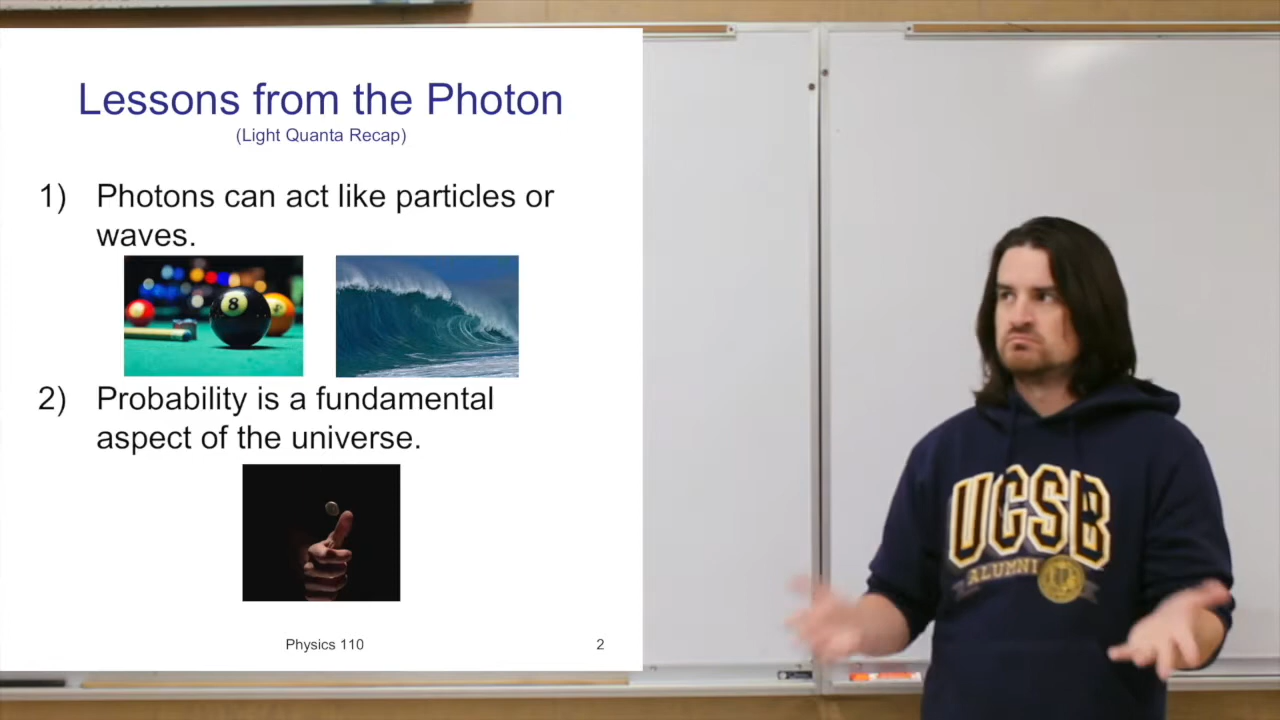 Lessons from the Photon
(Light Quanta Recap)
1) Photons can act like particles or
waves.
8
2) Probability is a fundamental
aspect of the universe.
Physics 110
2
UCSB
ALUMNI